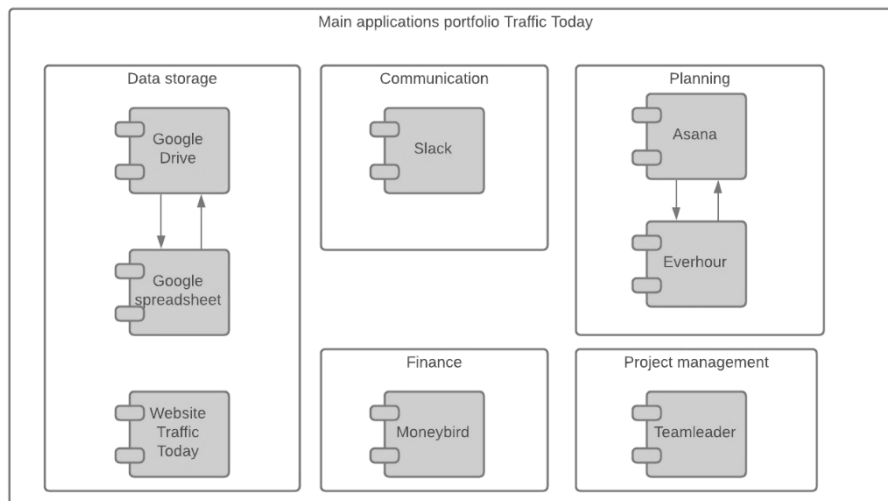 Main applications portfolio Traffic Today
Data storage
Google
Drive
Google
spreadsheet
Website
Traffic
Today
Communication
Slack
Planning
Asana
Everhour
Finance
Moneybird
Project management
Teamleader